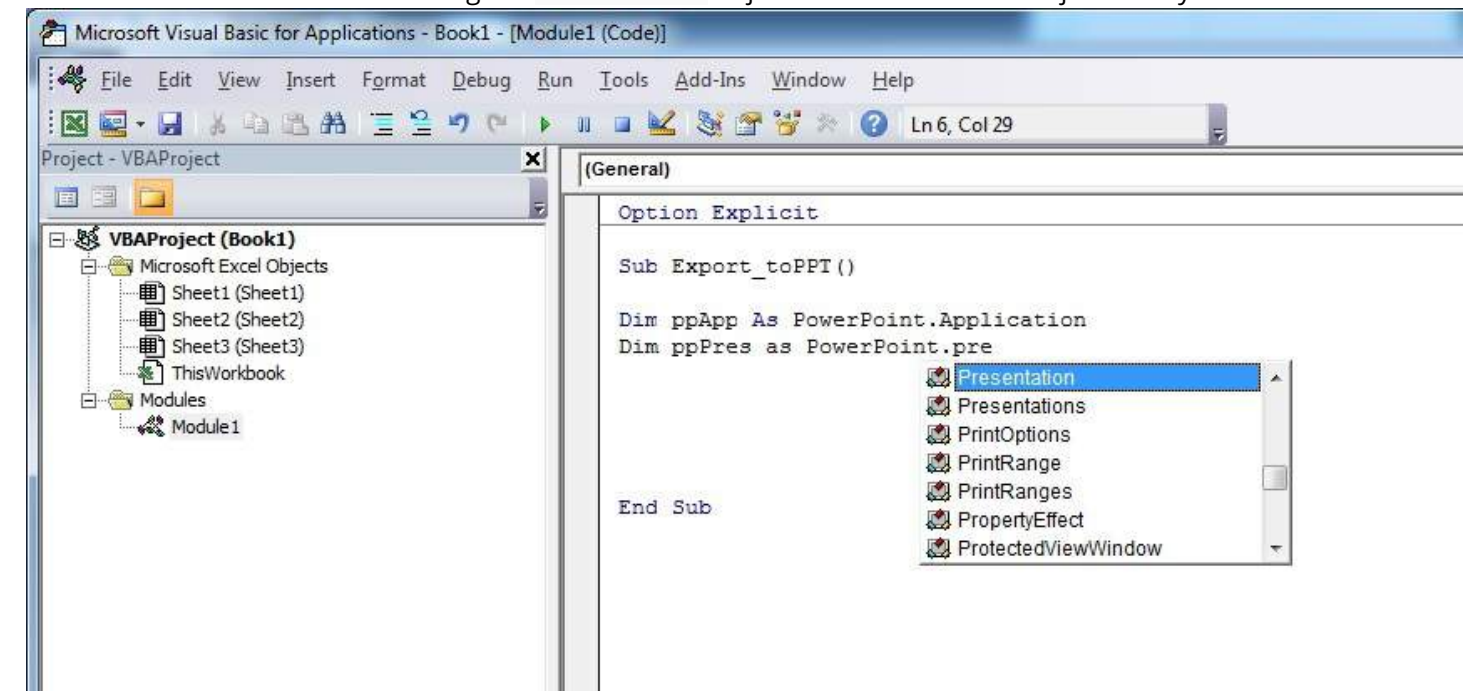 Microsoft Visual Basic for Applications - Book1 - [Module1 (Code)]
File Edit View Insert Format Debug Run Tools Add-Ins Window Help
Ln 6, Col 29
Project - VBAProject
(General)
VBAProject (Book1)
Microsoft Excel Objects
Sheet1 (Sheet1)
Sheet2 (Sheet2)
Sheet3 (Sheet3)
ThisWorkbook
Modules
Module1
Option Explicit
Sub Export_toPPT()
Dim ppApp As PowerPoint.Application
Dim ppPres as PowerPoint.pre
Presentation
Presentations
PrintOptions
PrintRange
PrintRanges
PropertyEffect
ProtectedViewWindow
End Sub